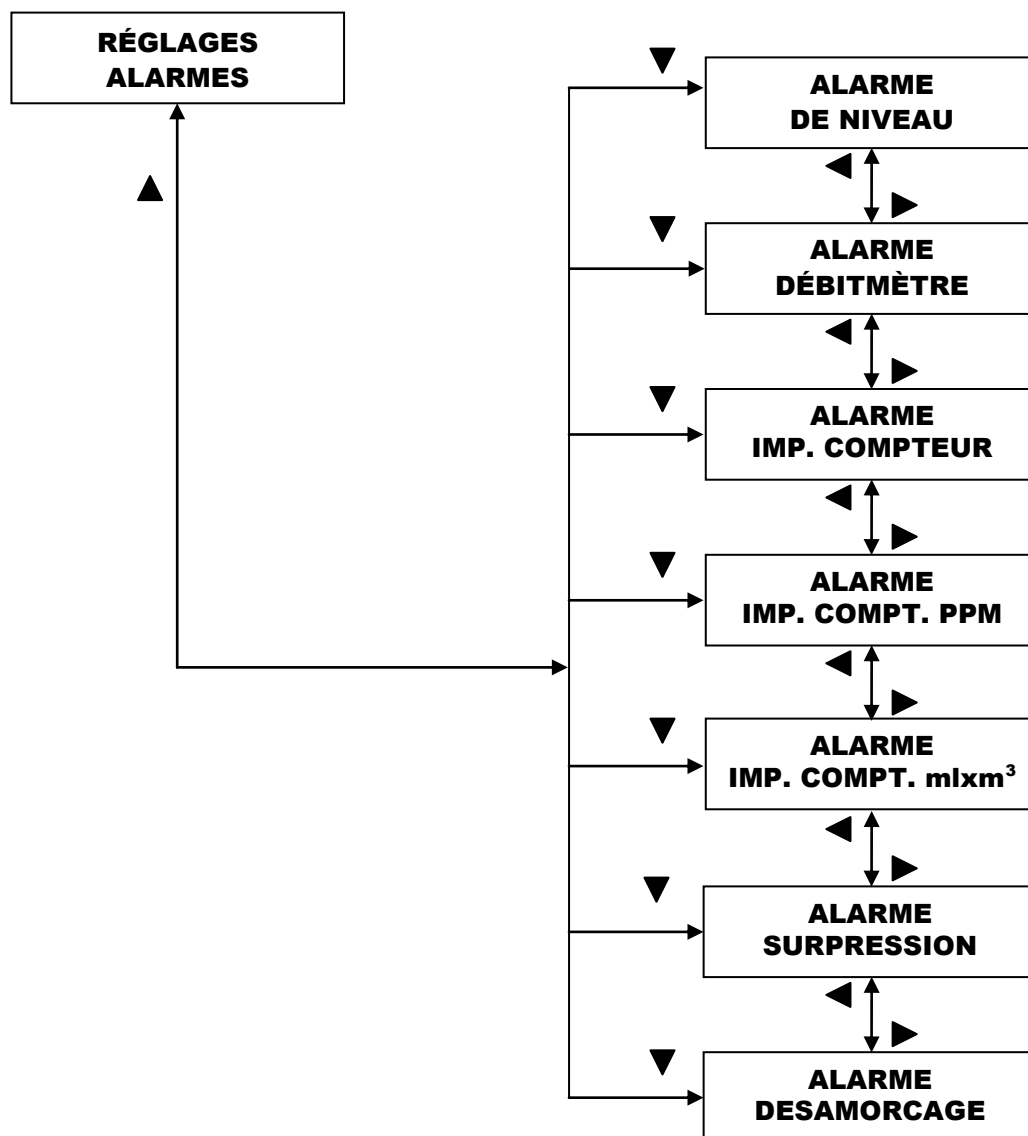 RÉGLAGES
ALARMES
ALARME
DE NIVEAU
ALARME
DÉBITMÈTRE
ALARME
IMP. COMPTEUR
ALARME
IMP. COMPT. PPM
ALARME
IMP. COMPT. mlxm³
ALARME
SURPRESSION
ALARME
DESAMORCAGE